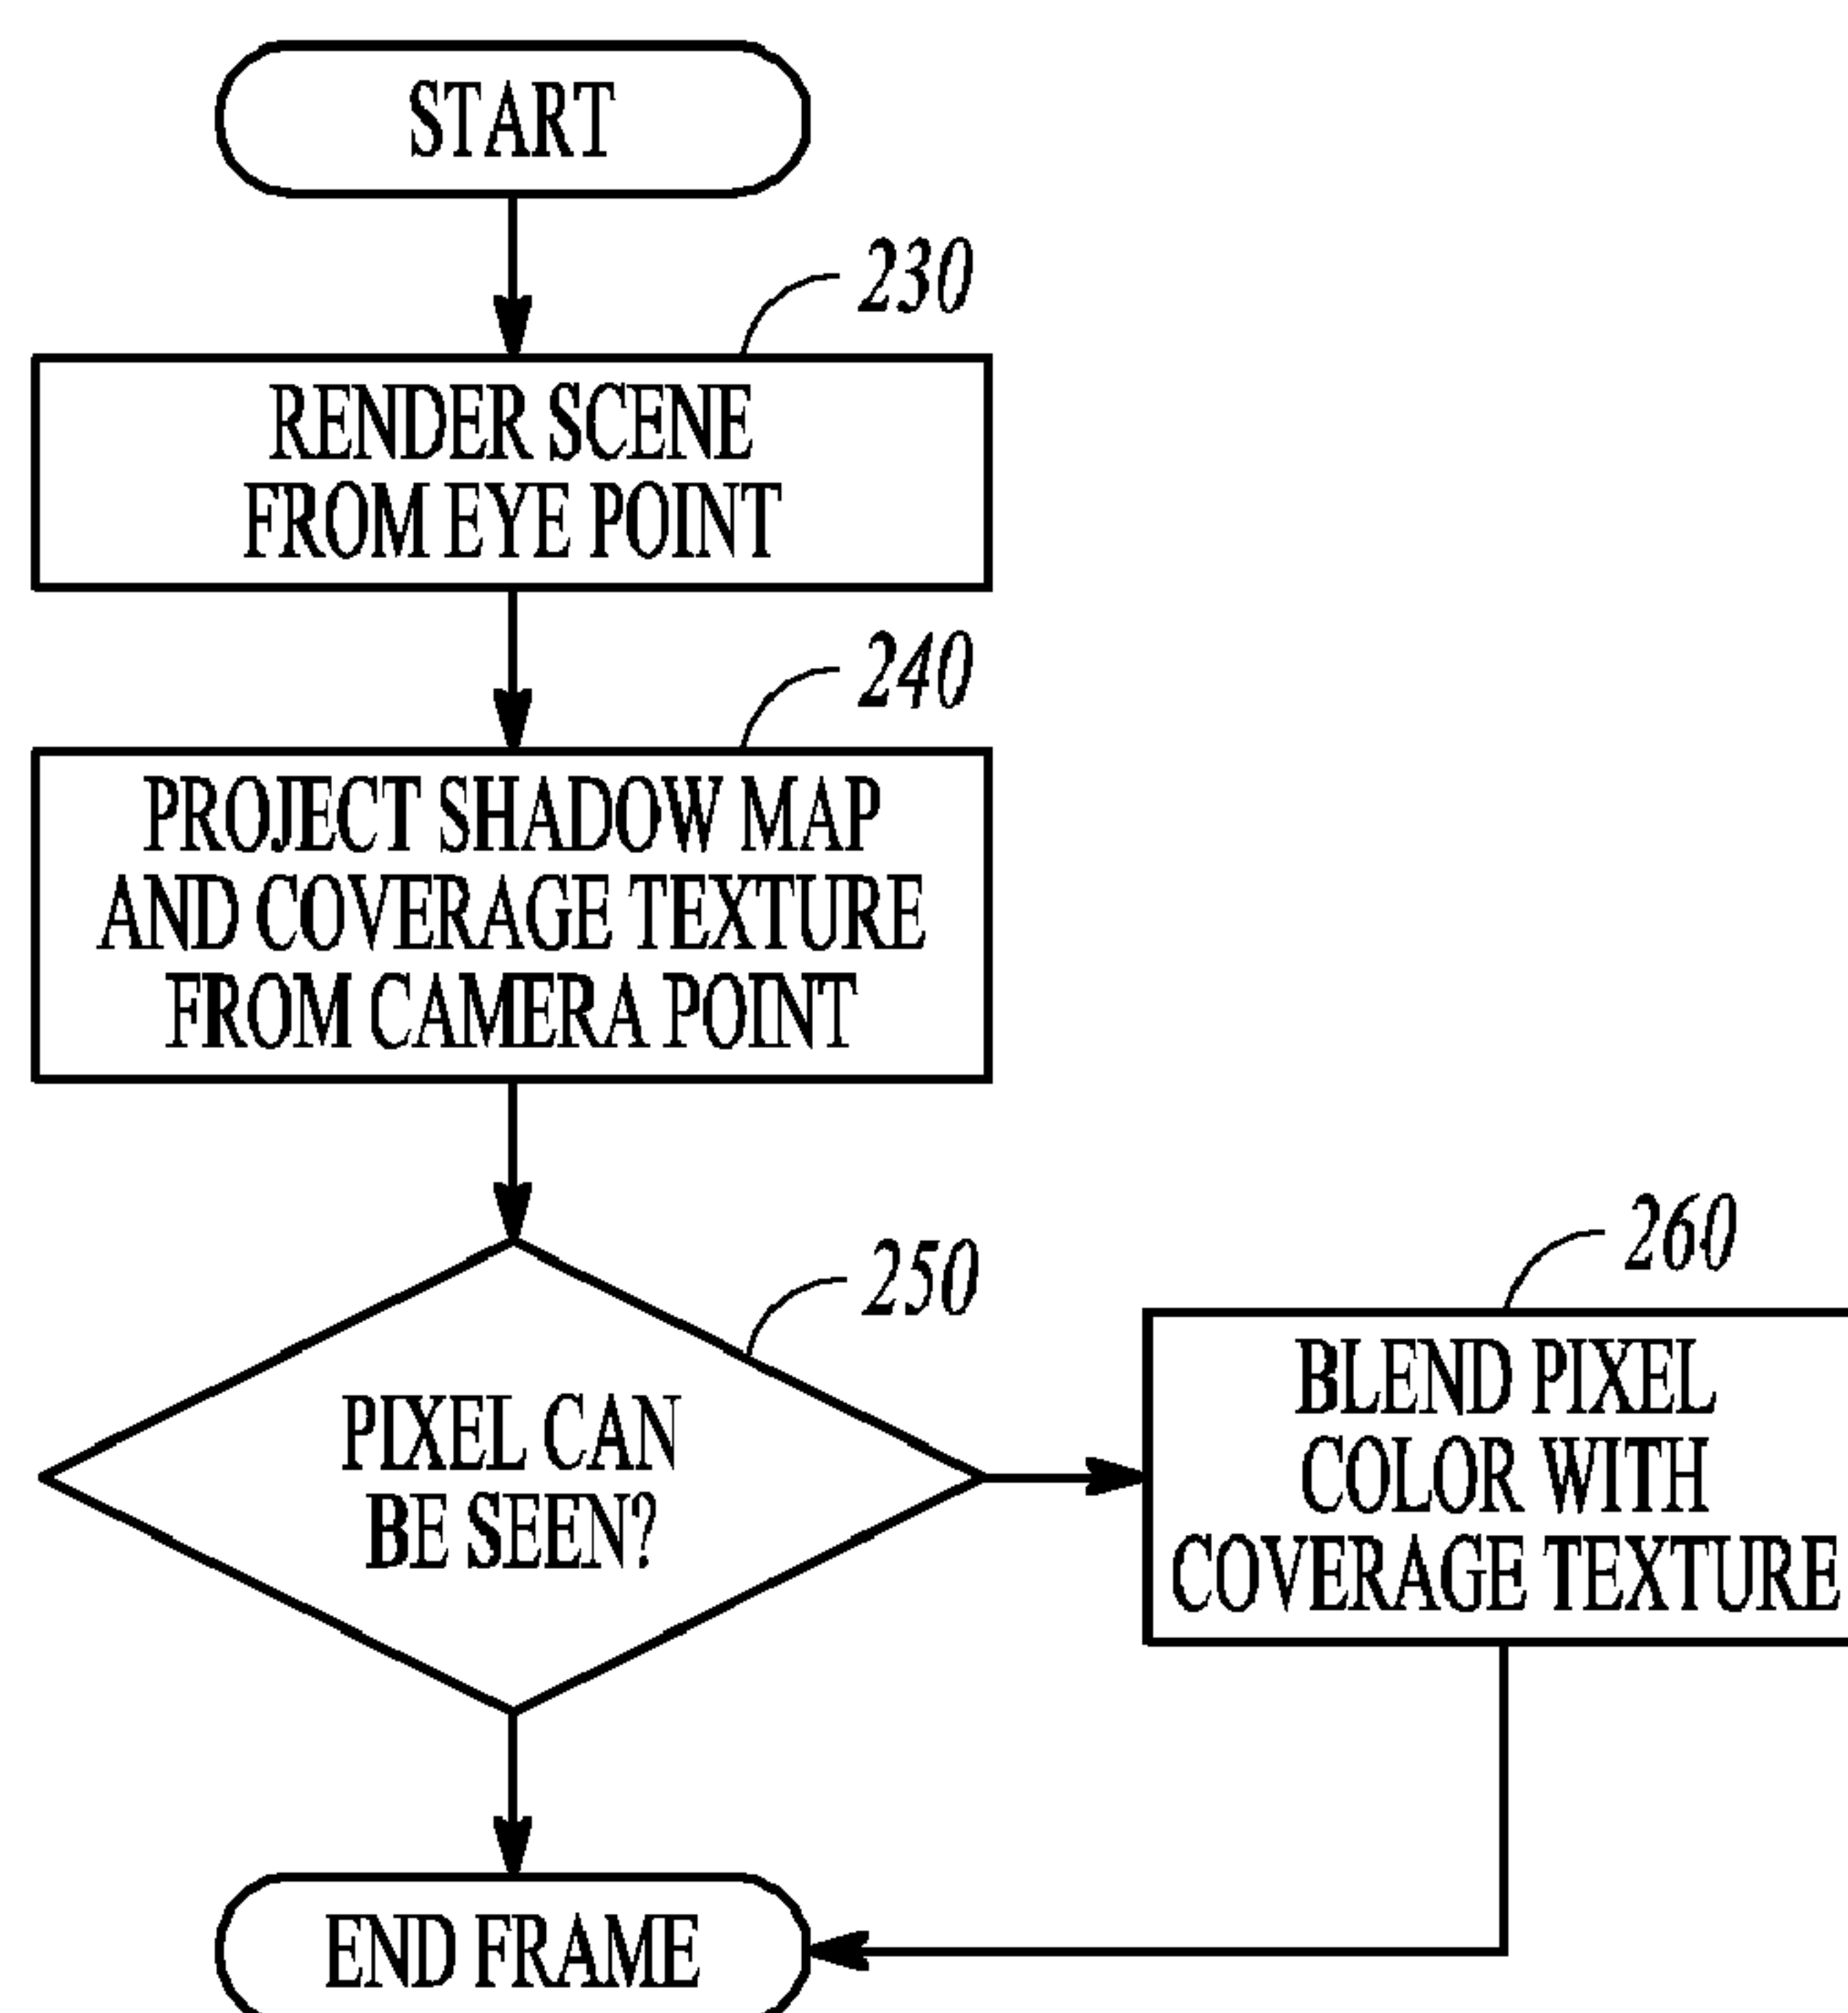 START
230
RENDER SCENE
FROM EYE POINT
240
PROJECT SHADOW MAP
AND COVERAGE TEXTURE
FROM CAMERA POINT
250
PIXEL CAN
BE SEEN?
260
BLEND PIXEL
COLOR WITH
COVERAGE TEXTURE
END FRAME